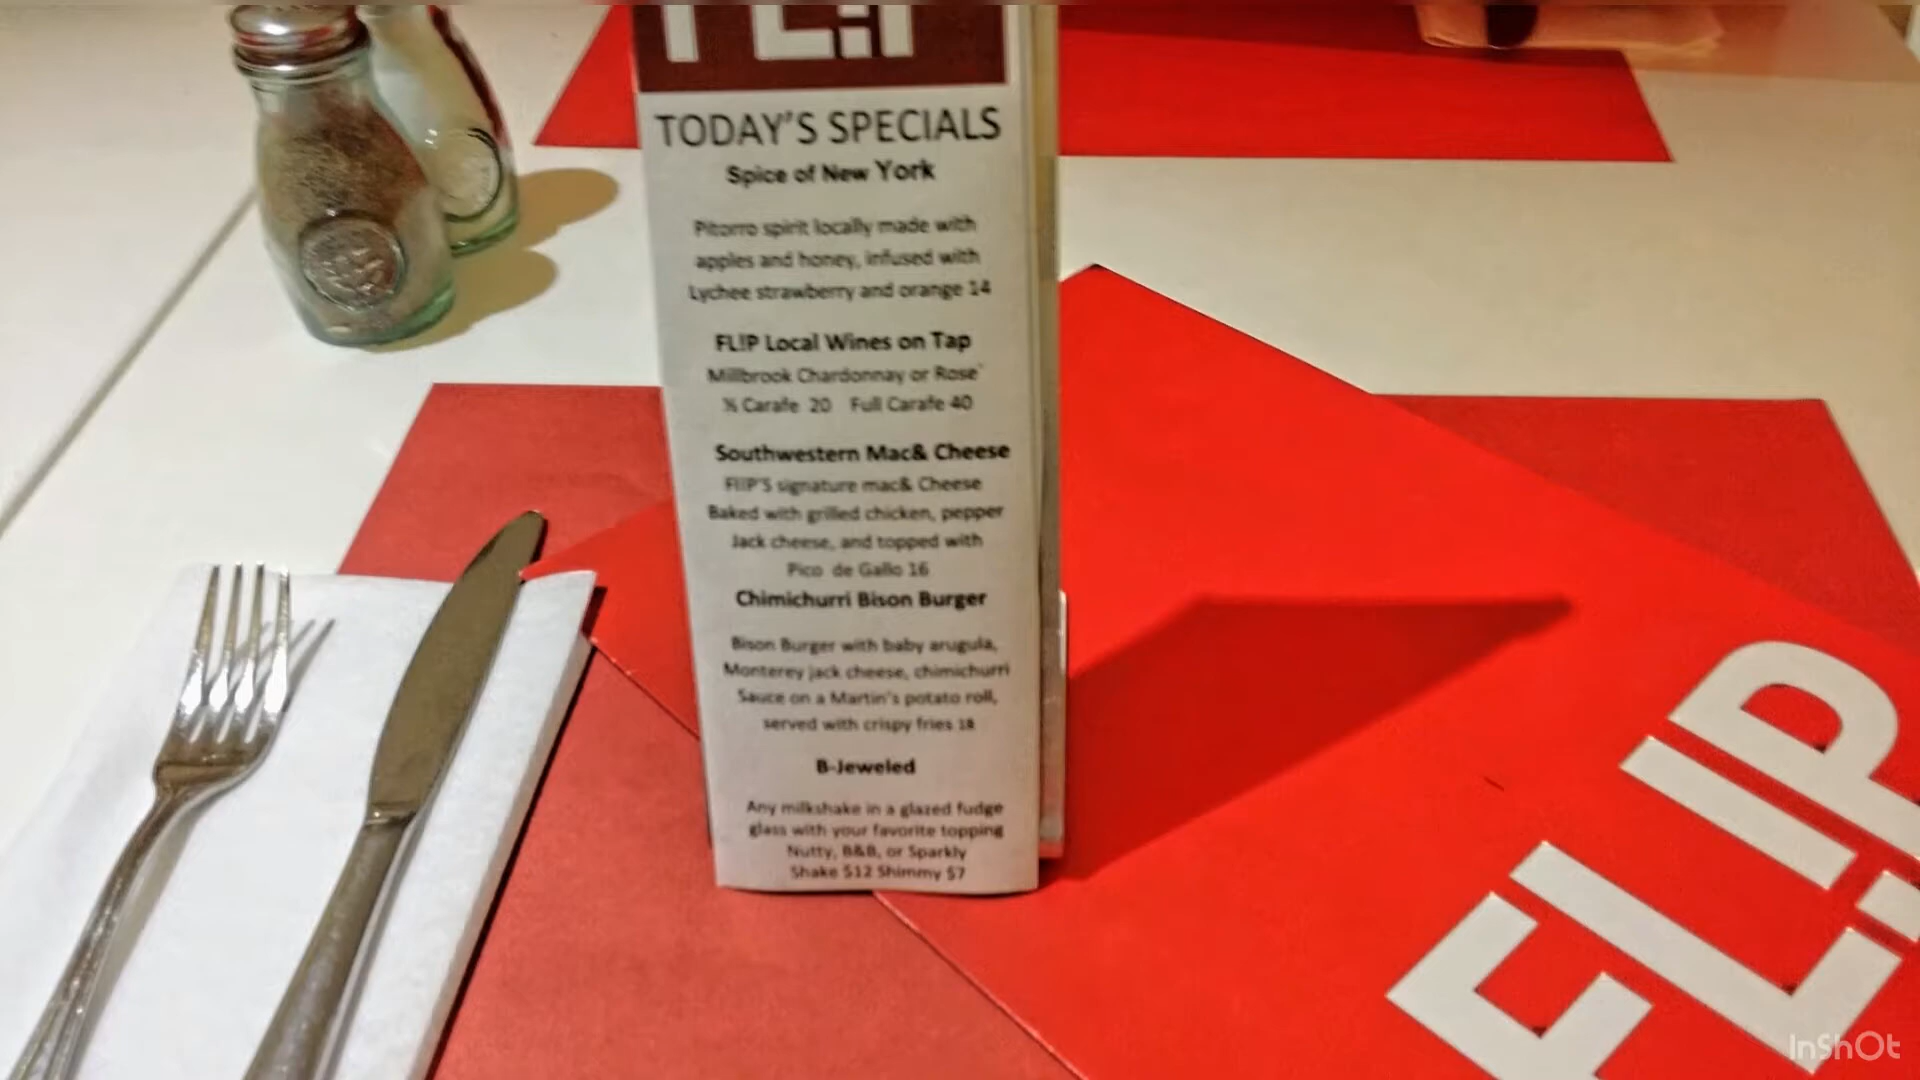 FL!P
TODAY'S SPECIALS
Spice of New York
Pitorro spirit locally made with
apples and honey, infused with
Lychee strawberry and orange 14
FL!P Local Wines on Tap
Millbrook Chardonnay or Rose'
½ Carafe 20 Full Carafe 40
Southwestern Mac& Cheese
FlIP'S signature mac& Cheese
Baked with grilled chicken, pepper
Jack cheese, and topped with
Pico de Gallo 16
Chimichurri Bison Burger
Bison Burger with baby arugula,
Monterey jack cheese, chimichurri
Sauce on a Martin's potato roll,
served with crispy fries 18
B-Jeweled
Any milkshake in a glazed fudge
glass with your favorite topping
Nutty, B&B, or Sparkly
Shake $12 Shimmy $7
FL!P
InShOt